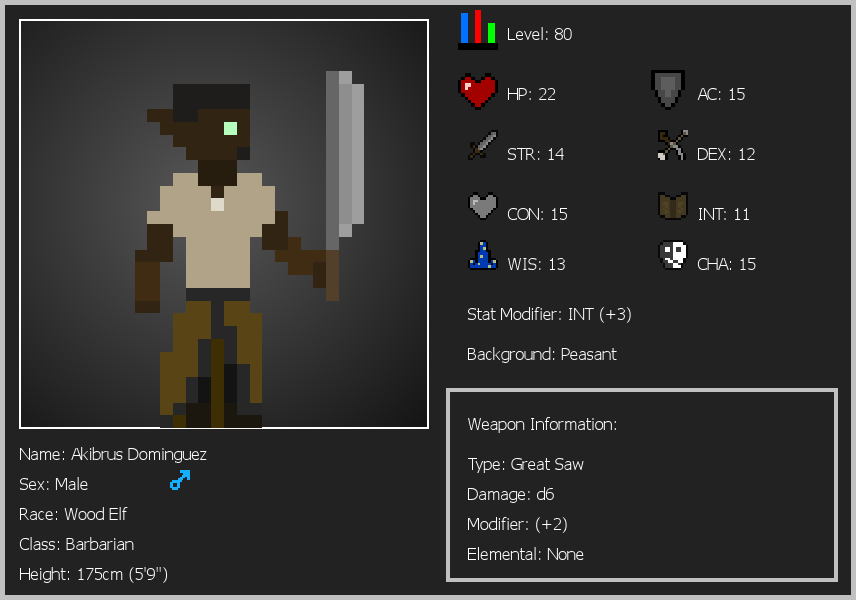 Level: 80
HP: 22
AC: 15
STR: 14
DEX: 12
CON: 15
INT: 11
WIS: 13
CHA: 15
Stat Modifier: INT (+3)
Background: Peasant
Weapon Information:
Type: Great Saw
Damage: d6
Modifier: (+2)
Elemental: None
Name: Akibrus Dominguez
Sex: Male
Race: Wood Elf
Class: Barbarian
Height: 175cm (5'9")